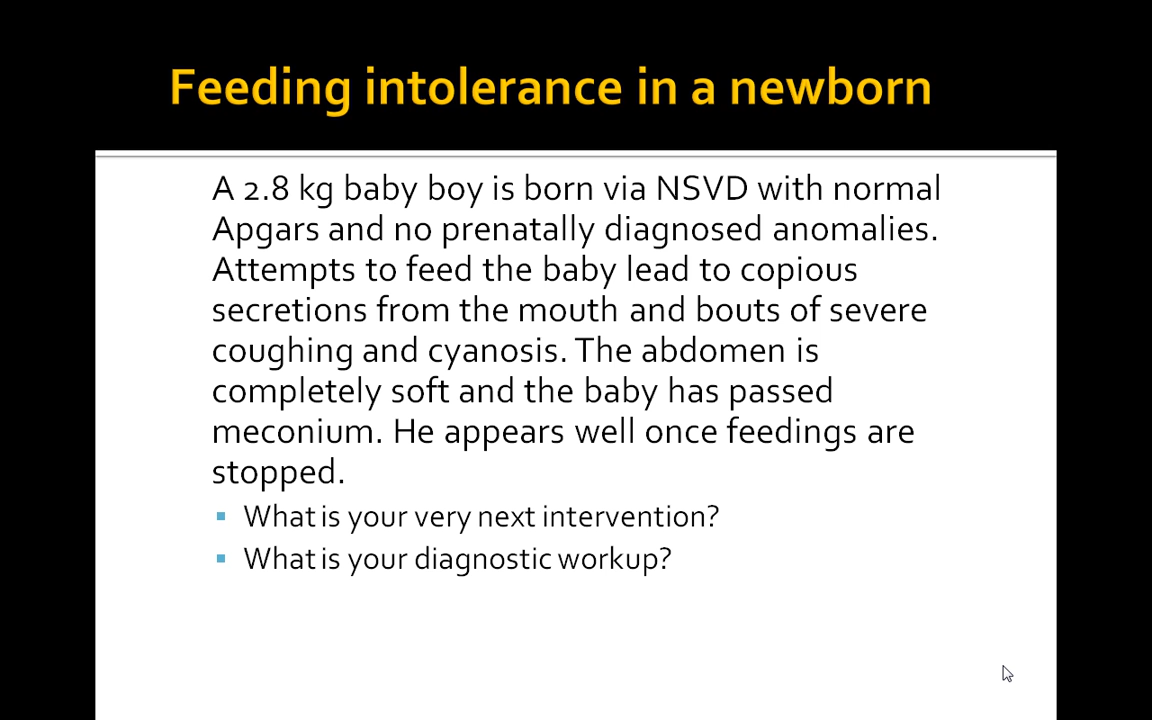 Feeding intolerance in a newborn
A 2.8 kg baby boy is born via NSVD with normal
Apgars and no prenatally diagnosed anomalies.
Attempts to feed the baby lead to copious
secretions from the mouth and bouts of severe
coughing and cyanosis. The abdomen is
completely soft and the baby has passed
meconium. He appears well once feedings are
stopped.
▪ What is your very next intervention?
▪ What is your diagnostic workup?